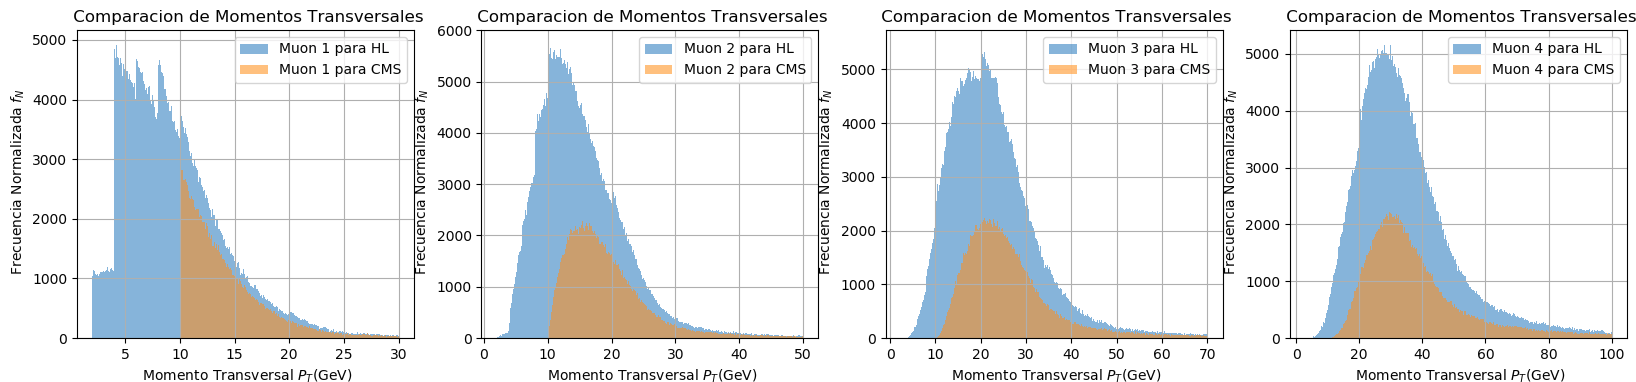 Comparacion de Momentos Transversales
Frecuencia Normalizada f_N
5000
4000
3000
2000
1000
0
Muon 1 para HL
Muon 1 para CMS
5
10
15
20
25
30
Momento Transversal P_T(GeV)
Comparacion de Momentos Transversales
Frecuencia Normalizada f_N
6000
5000
4000
3000
2000
1000
0
Muon 2 para HL
Muon 2 para CMS
0
10
20
30
40
50
Momento Transversal P_T(GeV)
Comparacion de Momentos Transversales
Frecuencia Normalizada f_N
5000
4000
3000
2000
1000
0
Muon 3 para HL
Muon 3 para CMS
0
10
20
30
40
50
60
70
Momento Transversal P_T(GeV)
Comparacion de Momentos Transversales
Frecuencia Normalizada f_N
5000
4000
3000
2000
1000
0
Muon 4 para HL
Muon 4 para CMS
0
20
40
60
80
100
Momento Transversal P_T(GeV)